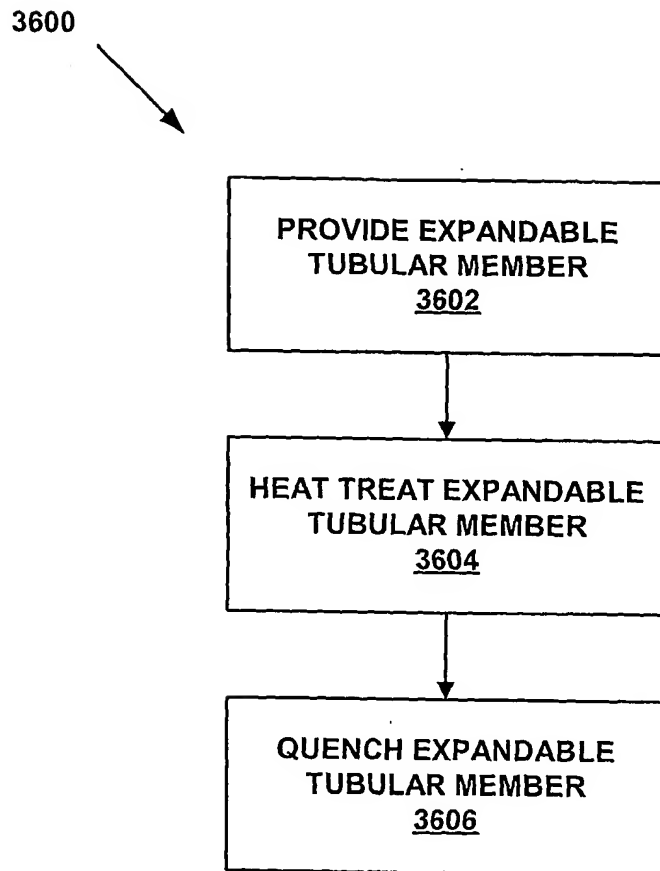 3600
PROVIDE EXPANDABLE
TUBULAR MEMBER
3602
HEAT TREAT EXPANDABLE
TUBULAR MEMBER
3604
QUENCH EXPANDABLE
TUBULAR MEMBER
3606